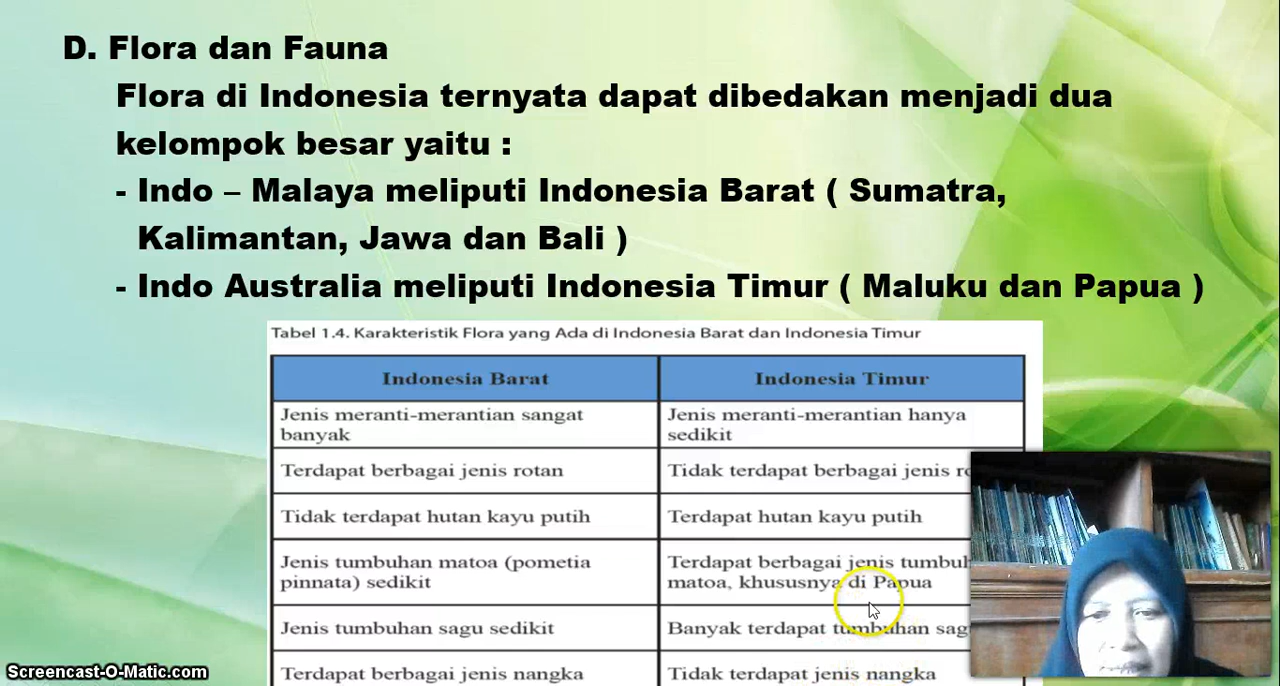 D. Flora dan Fauna
Flora di Indonesia ternyata dapat dibedakan menjadi dua
kelompok besar yaitu :
- Indo – Malaya meliputi Indonesia Barat ( Sumatra,
Kalimantan, Jawa dan Bali )
- Indo Australia meliputi Indonesia Timur ( Maluku dan Papua )
Tabel 1.4. Karakteristik Flora yang Ada di Indonesia Barat dan Indonesia Timur
Indonesia Barat
Indonesia Timur
Jenis meranti-merantian sangat
banyak
Jenis meranti-merantian hanya
sedikit
Terdapat berbagai jenis rotan
Tidak terdapat berbagai jenis
Tidak terdapat hutan kayu putih
Terdapat hutan kayu putih
Jenis tumbuhan matoa (pometia
pinnata) sedikit
Terdapat berbagai jenis
matoa, khususnya di Papua
Jenis tumbuhan sagu sedikit
Banyak terdapat tumbuhan
Terdapat berbagai jenis nangka
Tidak terdapat jenis nangka
Screencast-O-Matic.com